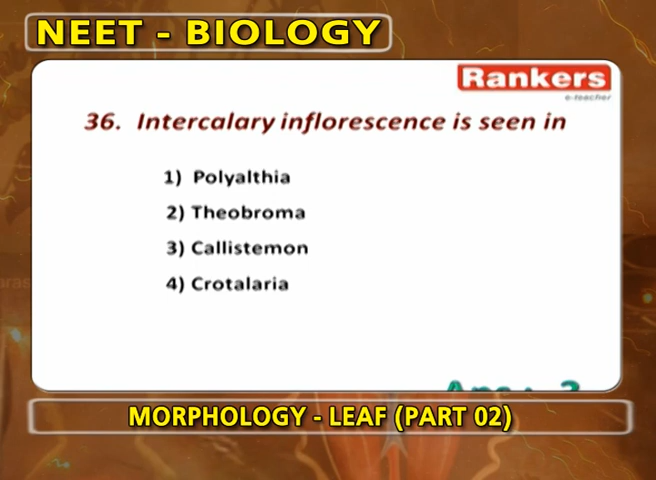 NEET - BIOLOGY
Rankers
e-teacher
36. Intercalary inflorescence is seen in
1) Polyalthia
2) Theobroma
3) Callistemon
4) Crotalaria
MORPHOLOGY - LEAF (PART 02)